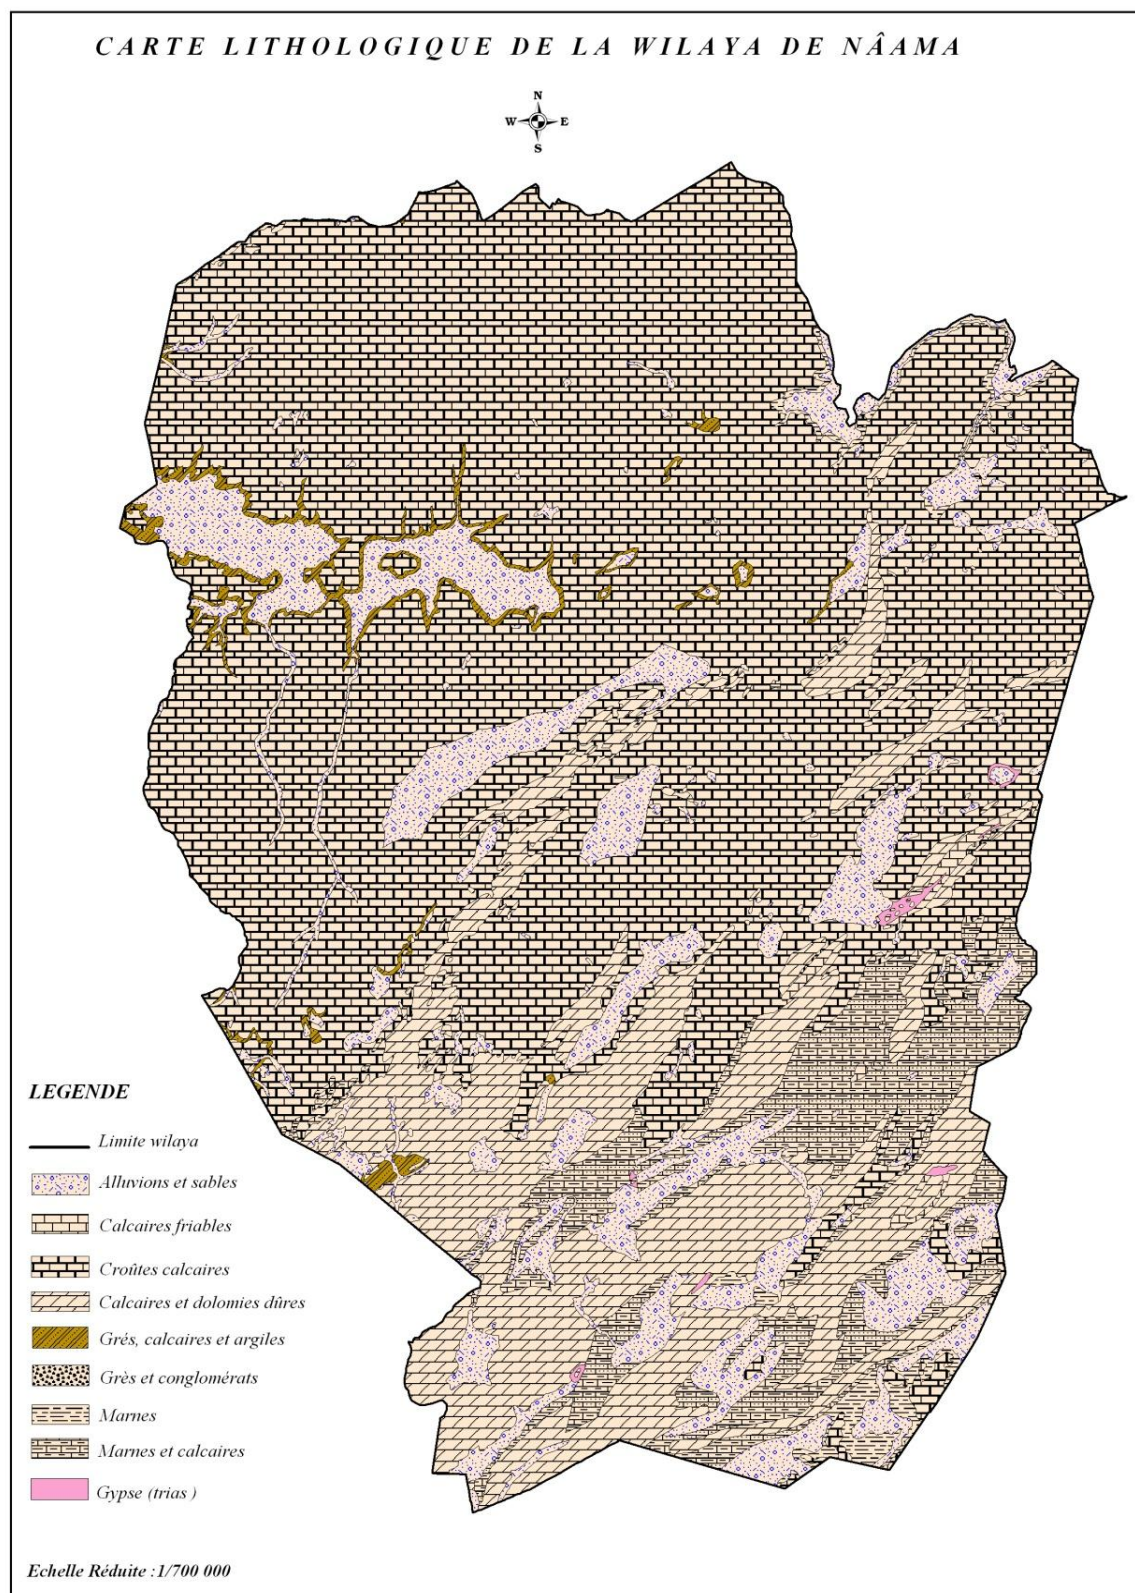 CARTE LITHOLOGIQUE DE LA WILAYA DE NÂAMA
N
W E
S
LEGENDE
Limite wilaya
Alluvions et sables
Calcaires friables
Croûtes calcaires
Calcaires et dolomies dûres
Grés, calcaires et argiles
Grès et conglomérats
Marnes
Marnes et calcaires
Gypse (trias )
Echelle Réduite :1/700 000